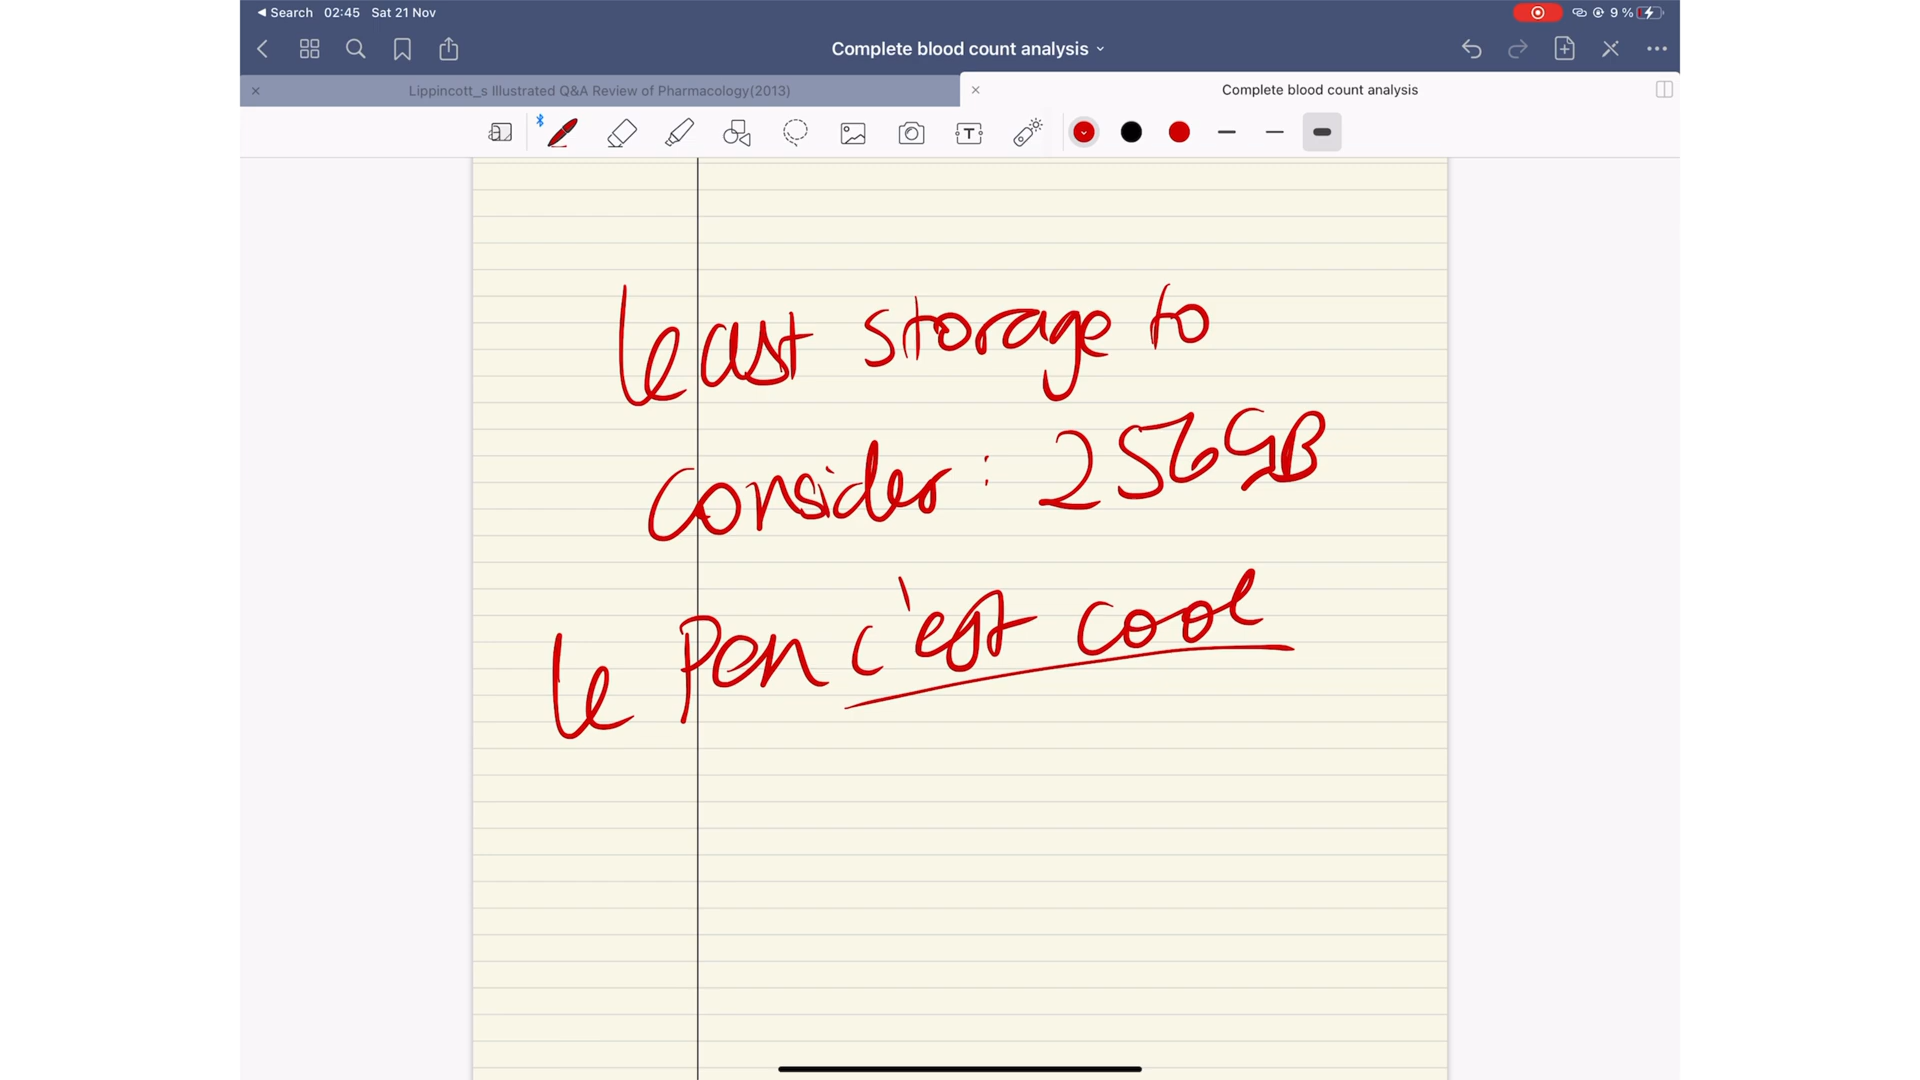 Search 02:45 Sat 21 Nov 9 %
Complete blood count analysis
Lippincott_s Illustrated Q&A Review of Pharmacology(2013) Complete blood count analysis
least storage to
consider: 256GB
le Pen c'est cool